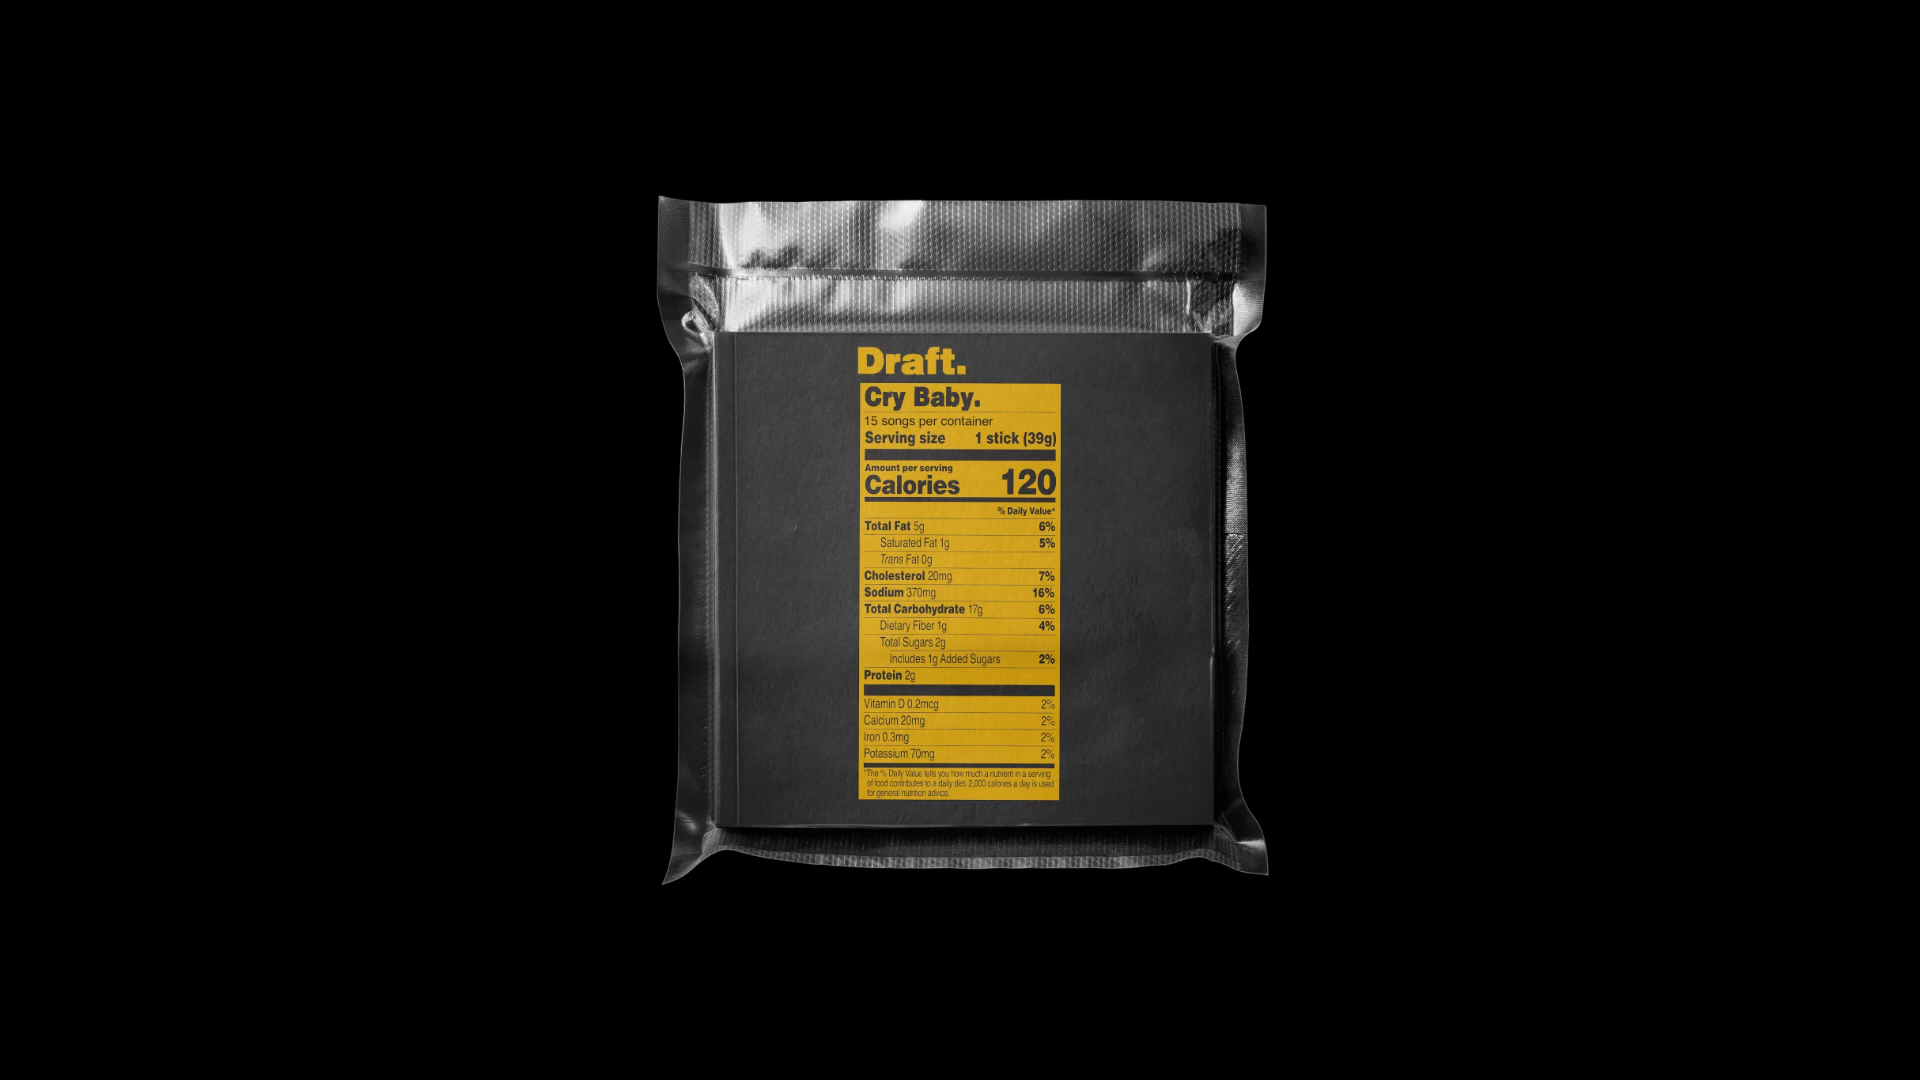 Draft.
Cry Baby.
15 songs per container
Serving size 1 stick (39g)
Amount per serving
Calories 120
% Daily Value*
Total Fat 5g 6%
Saturated Fat 1g 5%
Trans Fat 0g
Cholesterol 20mg 7%
Sodium 370mg 16%
Total Carbohydrate 17g 6%
Dietary Fiber 1g 4%
Total Sugars 2g
Includes 1g Added Sugars 2%
Protein 2g
Vitamin D 0.2mcg 2%
Calcium 20mg 2%
Iron 0.3mg 2%
Potassium 70mg 2%
*The % Daily Value tells you how much a nutrient in a serving
of food contributes to a daily diet. 2,000 calories a day is used
for general nutrition advice.